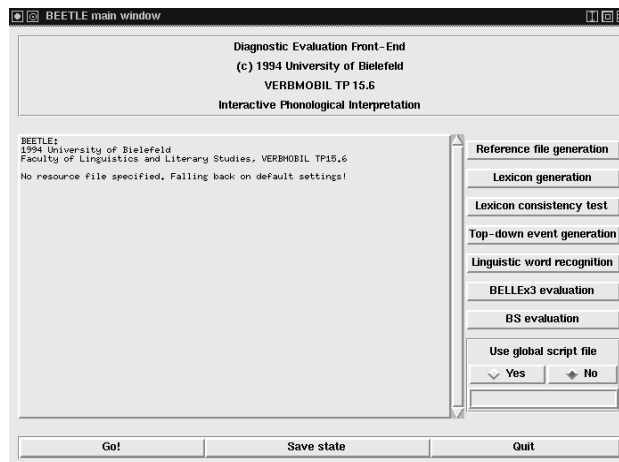 BEETLE main window
Diagnostic Evaluation Front-End
(c) 1994 University of Bielefeld
VERBMOBIL TP 15.6
Interactive Phonological Interpretation
BEETLE:
1994 University of Bielefeld
Faculty of Linguistics and Literary Studies, VERBMOBIL TP15.6
No resource file specified. Falling back on default settings!
Reference file generation
Lexicon generation
Lexicon consistency test
Top-down event generation
Linguistic word recognition
BELLEx3 evaluation
BS evaluation
Use global script file
Yes No
Go! Save state Quit